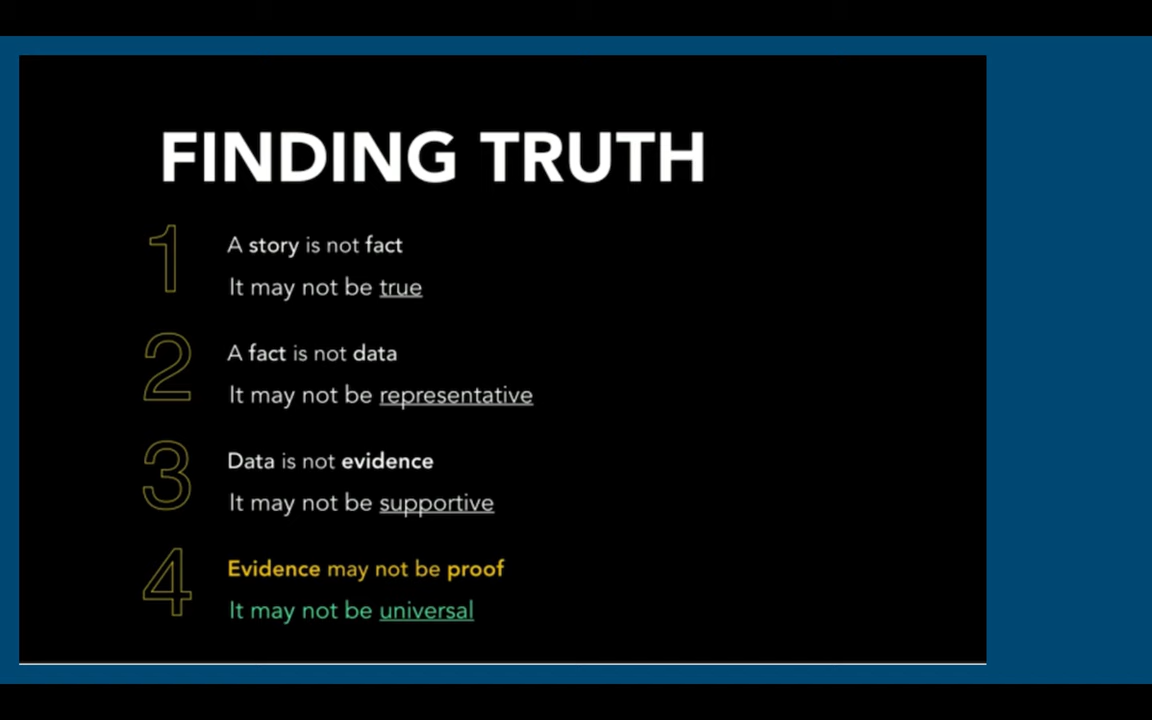 FINDING TRUTH
1
A story is not fact
It may not be true
2
A fact is not data
It may not be representative
3
Data is not evidence
It may not be supportive
4
Evidence may not be proof
It may not be universal